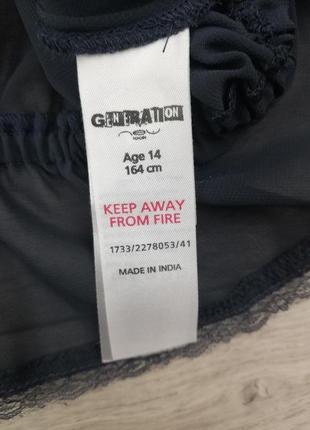 GENERATION
Age 14
164 cm
KEEP AWAY
FROM FIRE
1733/2278053/41
MADE IN INDIA